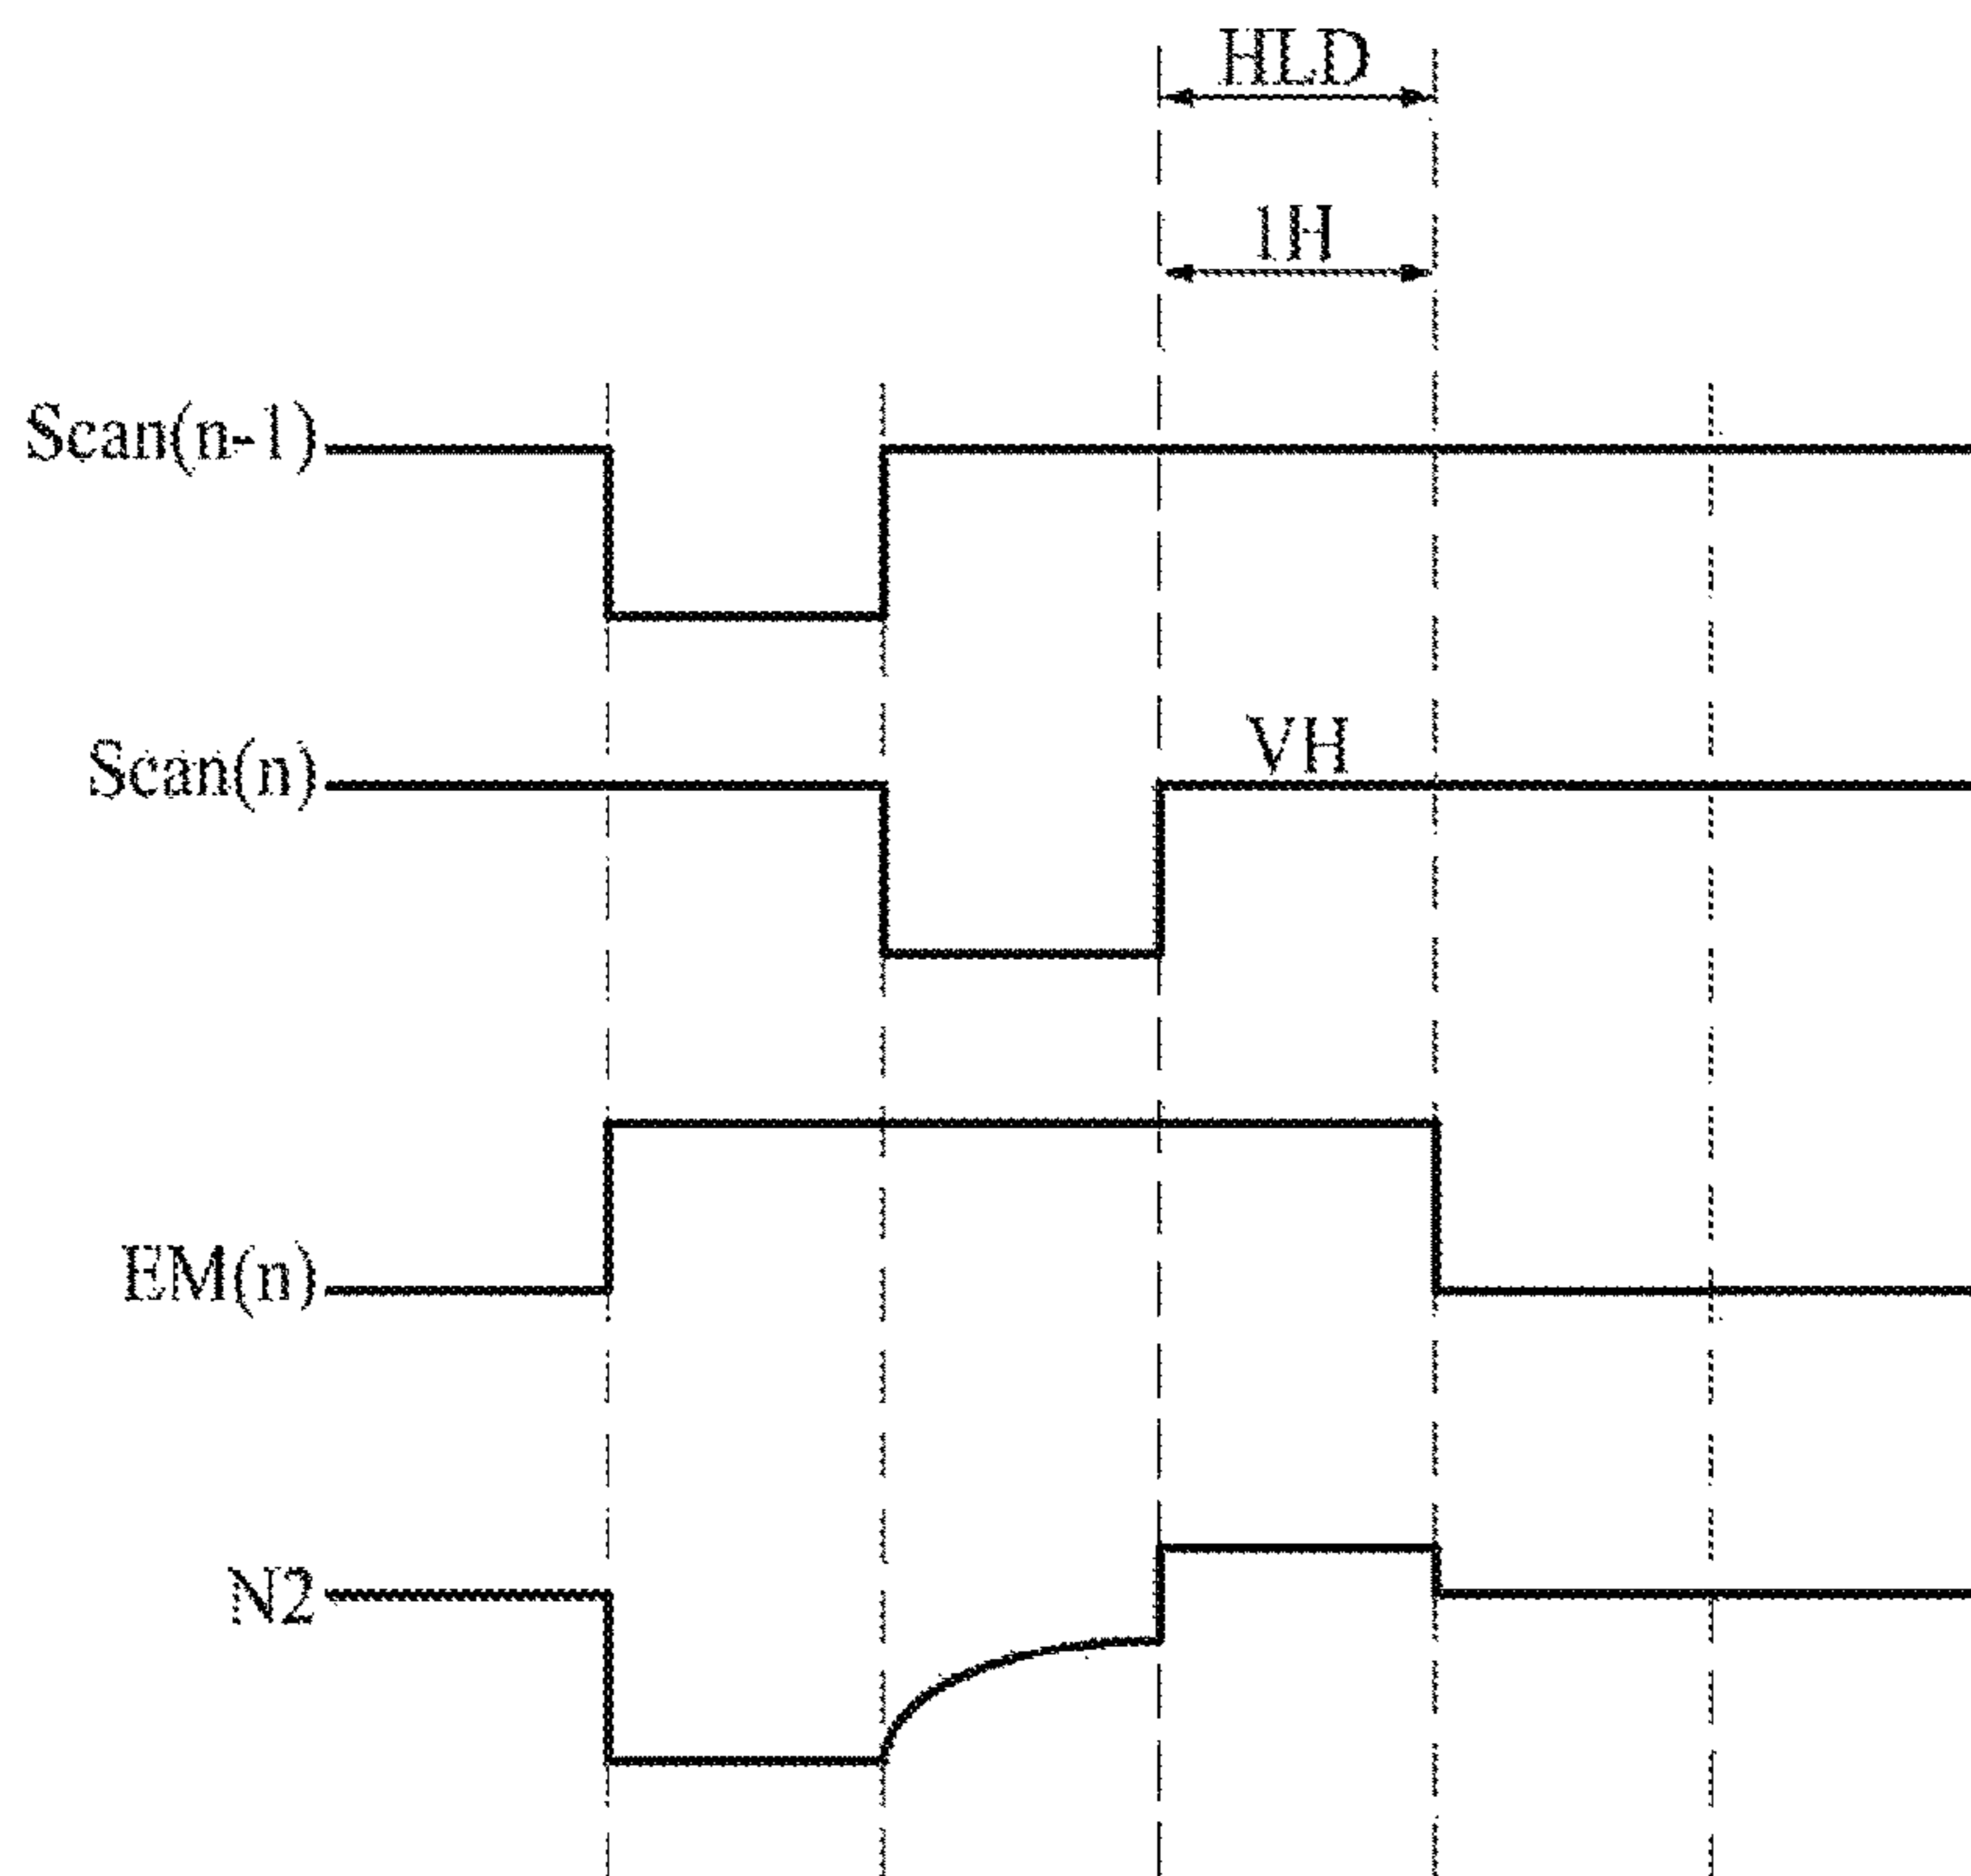 HLD
1H
Scan(n-1)
VH
Scan(n)
EM(n)
N2